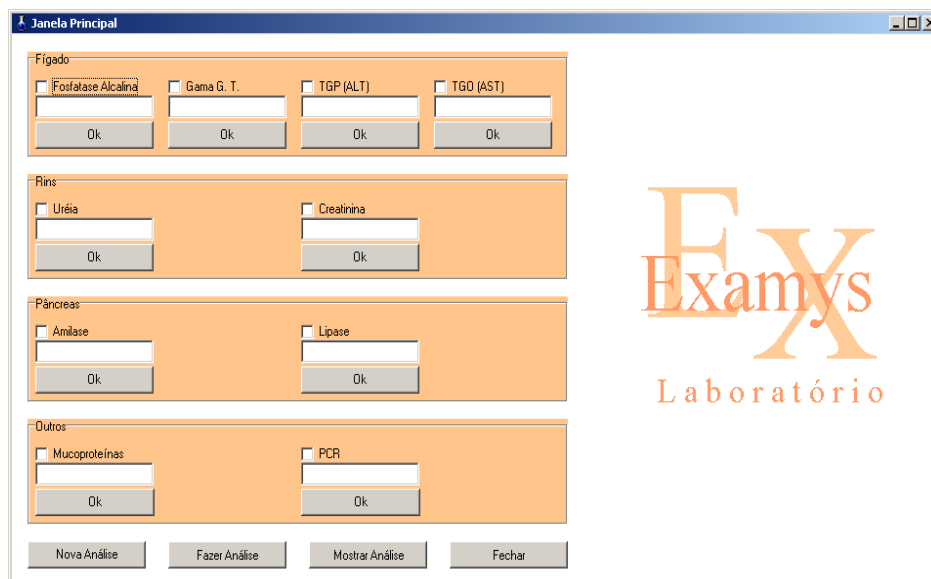 Janela Principal
Fígado
Fosfatase Alcalina Gama G. T. TGP (ALT) TGO (AST)
Ok Ok Ok Ok
Rins
Uréia Creatinina
Ok Ok
Pâncreas
Amilase Lipase
Ok Ok
Outros
Mucoproteínas PCR
Ok Ok
Nova Análise Fazer Análise Mostrar Análise Fechar
Ex
Examys
Laboratório